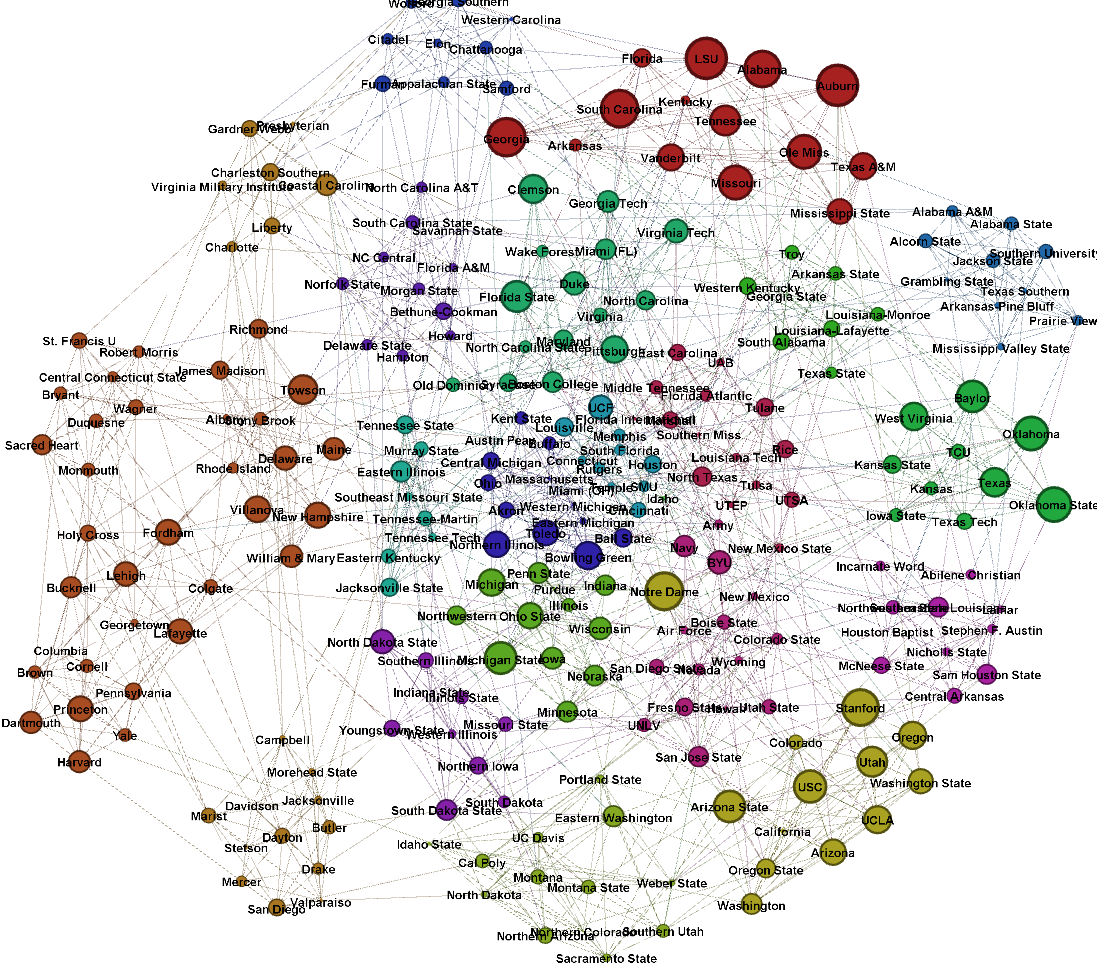 Wofford
Georgia Southern
Western Carolina
Citadel
Elon
Chattanooga
Furman
Appalachian State
Samford
Florida
LSU
Alabama
Auburn
South Carolina
Kentucky
Tennessee
Georgia
Arkansas
Vanderbilt
Ole Miss
Texas A&M
Missouri
Mississippi State
Gardner-Webb
Presbyterian
Charleston Southern
Virginia Military Institute
Coastal Carolina
Liberty
Charlotte
North Carolina A&T
South Carolina State
Savannah State
NC Central
Florida A&M
Norfolk State
Morgan State
Bethune-Cookman
Howard
Delaware State
Hampton
Clemson
Georgia Tech
Virginia Tech
Wake Forest
Miami (FL)
Duke
Florida State
North Carolina
Virginia
Maryland
North Carolina State
Pittsburgh
Old Dominion
Syracuse
Boston College
Alabama A&M
Alabama State
Alcorn State
Southern University
Jackson State
Grambling State
Texas Southern
Arkansas-Pine Bluff
Prairie View
Mississippi Valley State
Troy
Arkansas State
Western Kentucky
Georgia State
Louisiana-Monroe
Louisiana-Lafayette
South Alabama
Texas State
East Carolina
UAB
Middle Tennessee
Florida Atlantic
Tulane
Florida International
Marshall
Southern Miss
Rice
Louisiana Tech
North Texas
Tulsa
UTSA
UTEP
Army
Navy
BYU
New Mexico State
New Mexico
Idaho
UCF
Louisville
Memphis
South Florida
Connecticut
Rutgers
Houston
Temple
SMU
Cincinnati
Kent State
Buffalo
Central Michigan
Ohio
Massachusetts
Miami (OH)
Akron
Western Michigan
Eastern Michigan
Toledo
Ball State
Northern Illinois
Bowling Green
Tennessee State
Austin Peay
Murray State
Eastern Illinois
Southeast Missouri State
Tennessee-Martin
Tennessee Tech
Eastern Kentucky
Jacksonville State
Richmond
St. Francis U
Robert Morris
James Madison
Central Connecticut State
Towson
Bryant
Wagner
Duquesne
Albany
Stony Brook
Sacred Heart
Maine
Delaware
Monmouth
Rhode Island
Villanova
New Hampshire
Holy Cross
Fordham
William & Mary
Lehigh
Bucknell
Colgate
Georgetown
Lafayette
Columbia
Cornell
Brown
Pennsylvania
Princeton
Dartmouth
Yale
Harvard
Baylor
West Virginia
Oklahoma
TCU
Kansas State
Kansas
Texas
Oklahoma State
Iowa State
Texas Tech
Michigan
Penn State
Purdue
Indiana
Illinois
Northwestern
Ohio State
Wisconsin
Michigan State
Iowa
Nebraska
Minnesota
Notre Dame
Air Force
Boise State
Colorado State
San Diego State
Nevada
Wyoming
Fresno State
Hawaii
Utah State
UNLV
San Jose State
Incarnate Word
Abilene Christian
Northwestern State
Southeastern Louisiana
Lamar
Houston Baptist
Stephen F. Austin
Nicholls State
McNeese State
Sam Houston State
Central Arkansas
North Dakota State
Southern Illinois
Indiana State
Illinois State
Youngstown State
Western Illinois
Missouri State
Northern Iowa
South Dakota
South Dakota State
Stanford
Oregon
Colorado
Utah
USC
Washington State
Arizona State
UCLA
California
Arizona
Oregon State
Washington
Campbell
Morehead State
Jacksonville
Davidson
Marist
Butler
Dayton
Stetson
Drake
Mercer
Valparaiso
San Diego
Portland State
Eastern Washington
UC Davis
Idaho State
Cal Poly
Montana
Montana State
Weber State
North Dakota
Northern Arizona
Northern Colorado
Southern Utah
Sacramento State